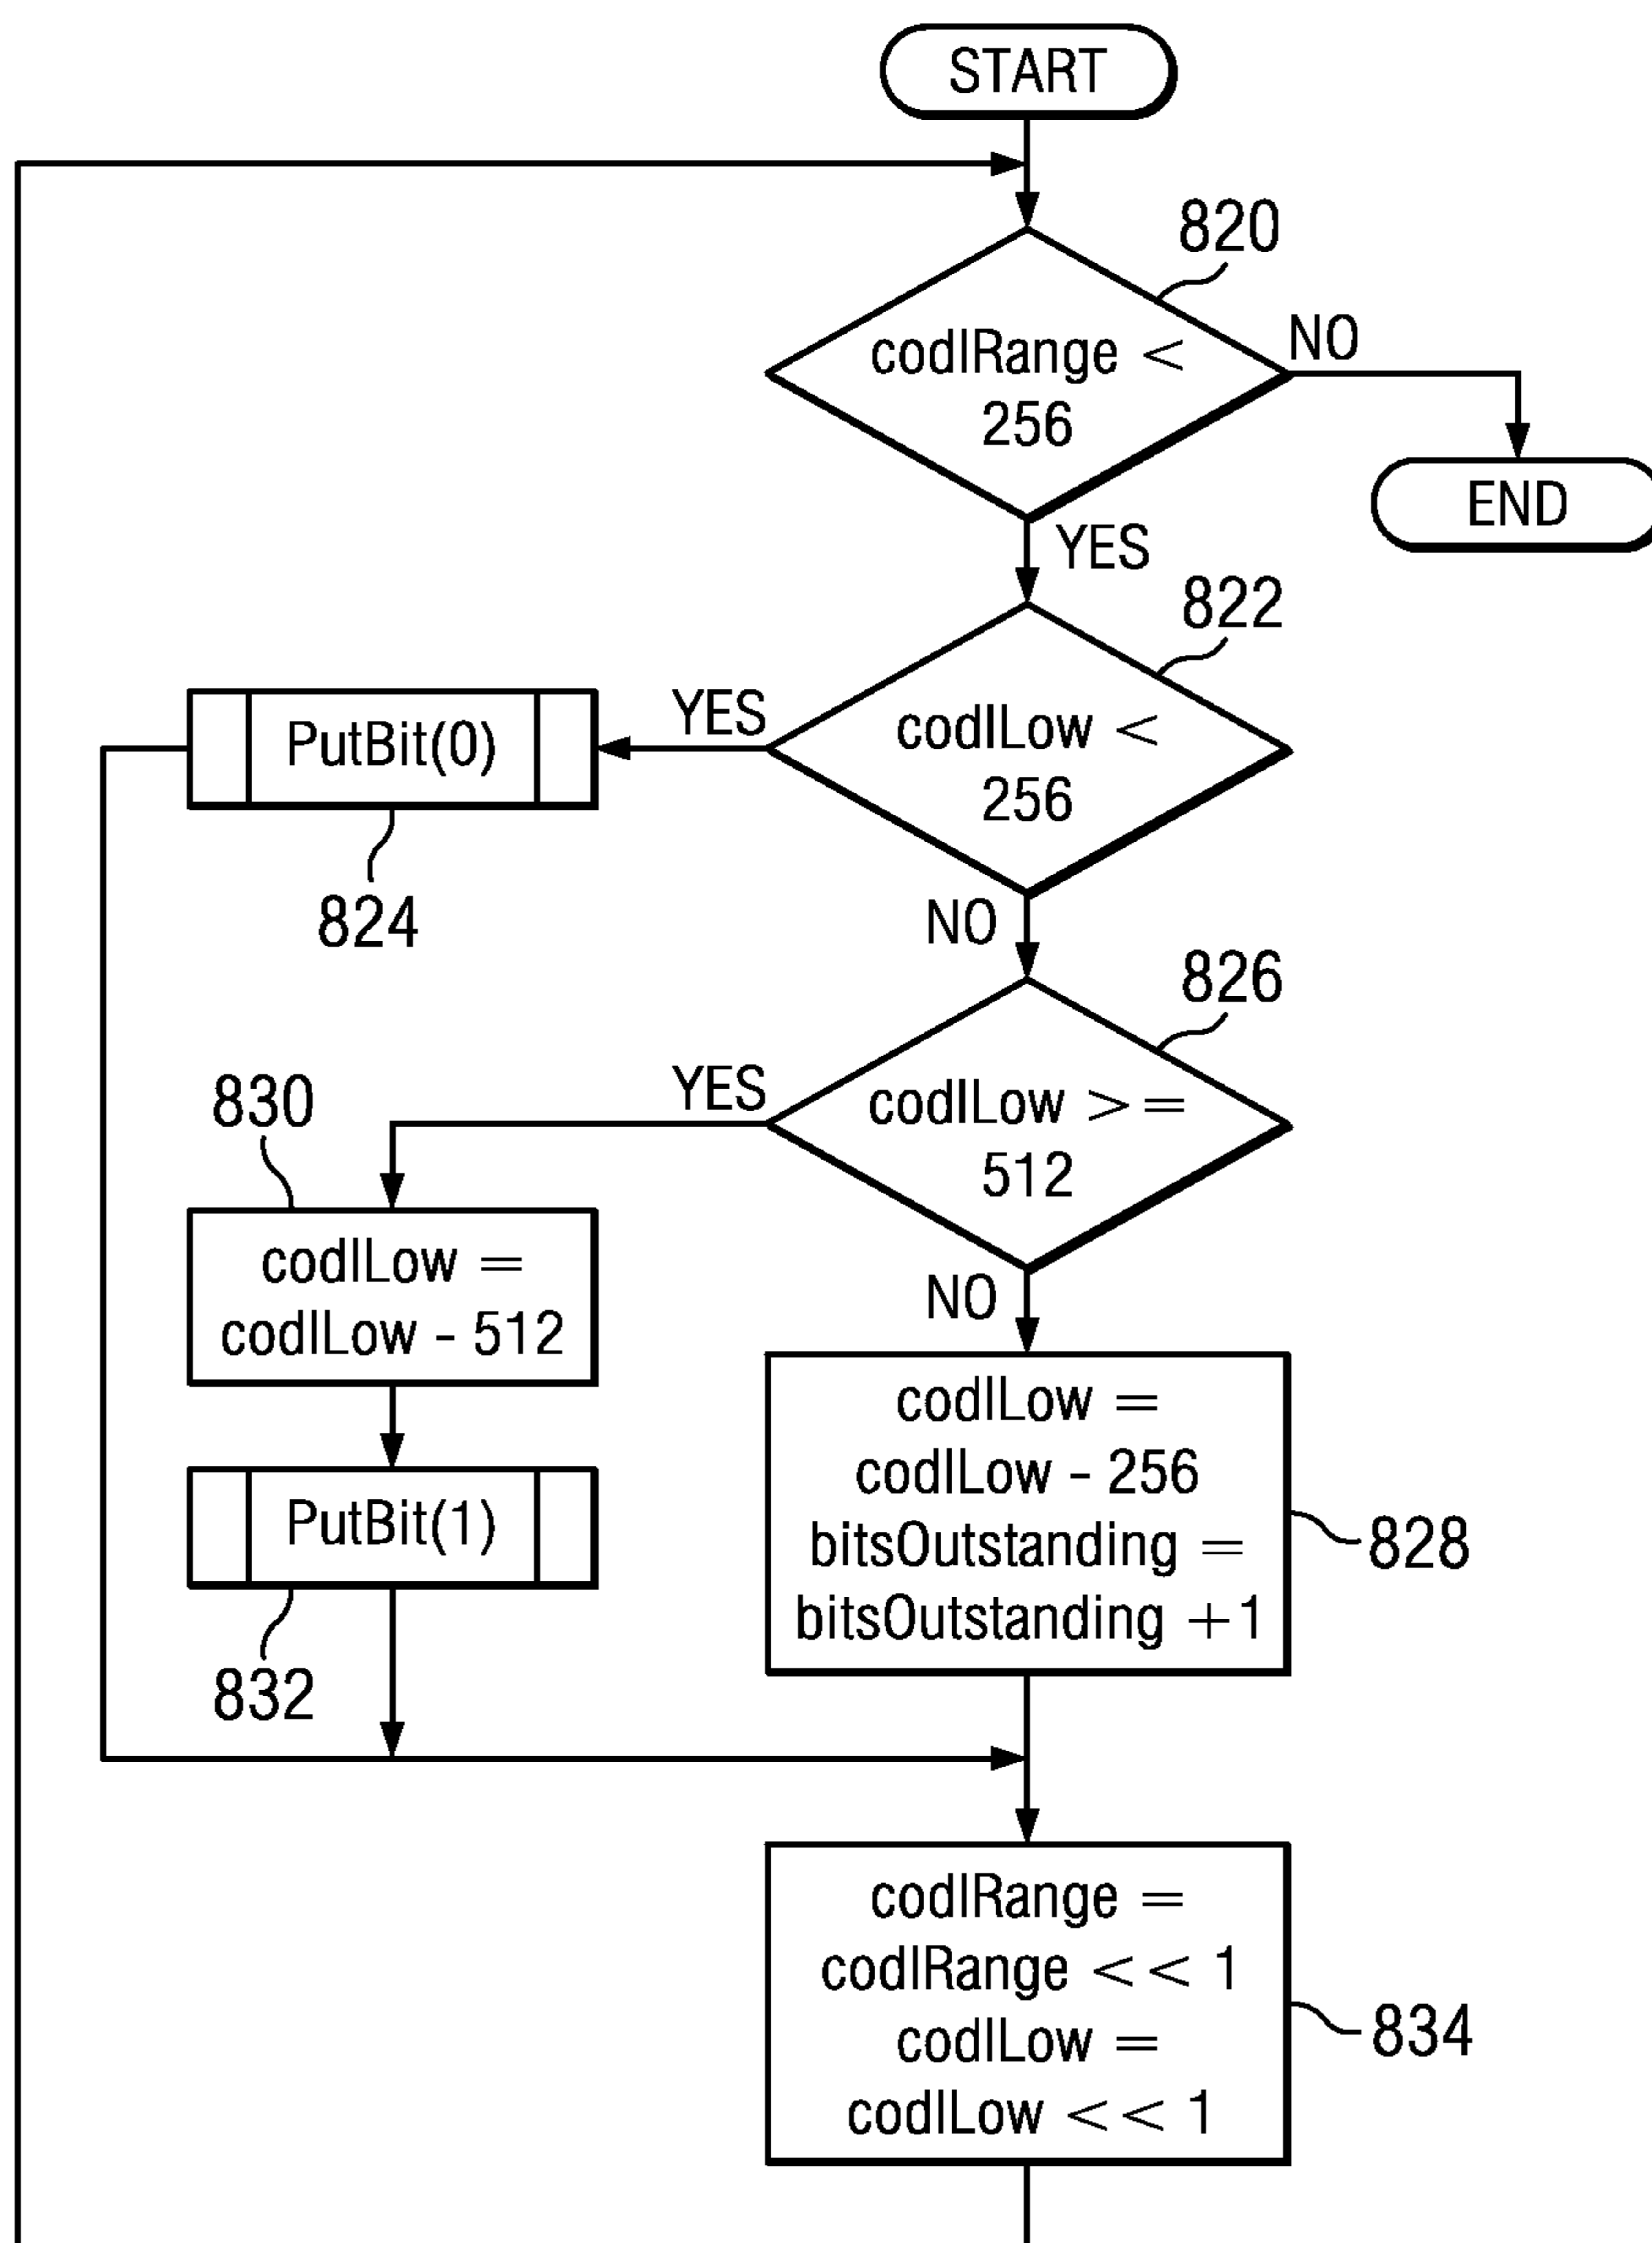 START
820
codIRange <
256
NO
END
YES
822
codILow <
256
YES
PutBit(0)
824
NO
826
codILow >=
512
YES
830
codILow =
codILow - 512
NO
codILow =
codILow - 256
bitsOutstanding =
bitsOutstanding +1
828
PutBit(1)
832
codIRange =
codIRange << 1
codILow =
codILow << 1
834